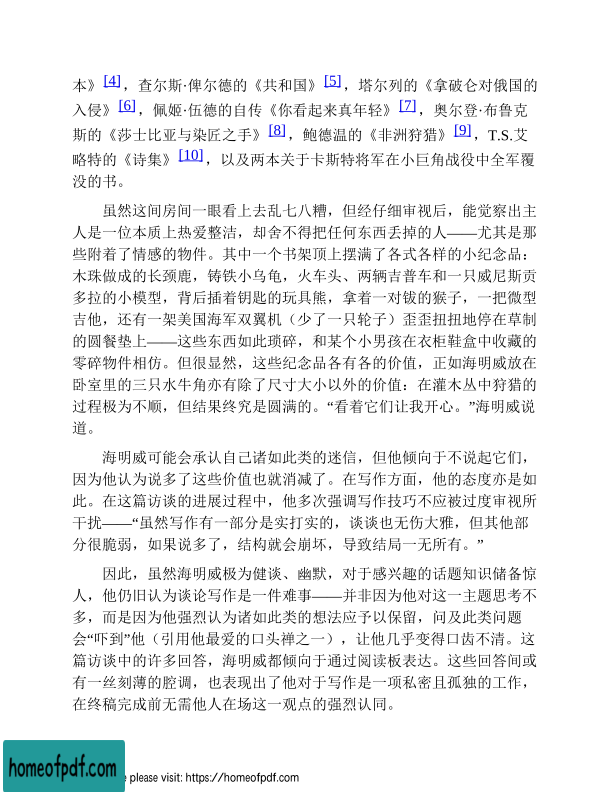 本》[4]，查尔斯·俾尔德的《共和国》[5]，塔尔列的《拿破仑对俄国的
入侵》[6]，佩姬·伍德的自传《你看起来真年轻》[7]，奥尔登·布鲁克
斯的《莎士比亚与染匠之手》[8]，鲍德温的《非洲狩猎》[9]，T.S.艾
略特的《诗集》[10]，以及两本关于卡斯特将军在小巨角战役中全军覆
没的书。
虽然这间房间一眼看上去乱七八糟，但经仔细审视后，能觉察出主
人是一位本质上热爱整洁，却舍不得把任何东西丢掉的人——尤其是那
些附着了情感的物件。其中一个书架顶上摆满了各式各样的小纪念品：
木珠做成的长颈鹿，铸铁小乌龟，火车头、两辆吉普车和一只威尼斯贡
多拉的小模型，背后插着钥匙的玩具熊，拿着一对钹的猴子，一把微型
吉他，还有一架美国海军双翼机（少了一只轮子）歪歪扭扭地停在草制
的圆餐垫上——这些东西如此琐碎，和某个小男孩在衣柜鞋盒中收藏的
零碎物件相仿。但很显然，这些纪念品各有各的价值，正如海明威放在
卧室里的三只水牛角亦有除了尺寸大小以外的价值：在灌木丛中狩猎的
过程极为不顺，但结果终究是圆满的。“看着它们让我开心。”海明威说
道。
海明威可能会承认自己诸如此类的迷信，但他倾向于不说起它们，
因为他认为说多了这些价值也就消减了。在写作方面，他的态度亦是如
此。在这篇访谈的进展过程中，他多次强调写作技巧不应被过度审视所
干扰——“虽然写作有一部分是实打实的，谈谈也无伤大雅，但其他部
分很脆弱，如果说多了，结构就会崩坏，导致结局一无所有。”
因此，虽然海明威极为健谈、幽默，对于感兴趣的话题知识储备惊
人，他仍旧认为谈论写作是一件难事——并非因为他对这一主题思考不
多，而是因为他强烈认为诸如此类的想法应予以保留，问及此类问题
会“吓到”他（引用他最爱的口头禅之一），让他几乎变得口齿不清。这
篇访谈中的许多回答，海明威都倾向于通过阅读板表达。这些回答间或
有一丝刻薄的腔调，也表现出了他对于写作是一项私密且孤独的工作，
在终稿完成前无需他人在场这一观点的强烈认同。
homeofpdf.com
e please visit: https://homeofpdf.com